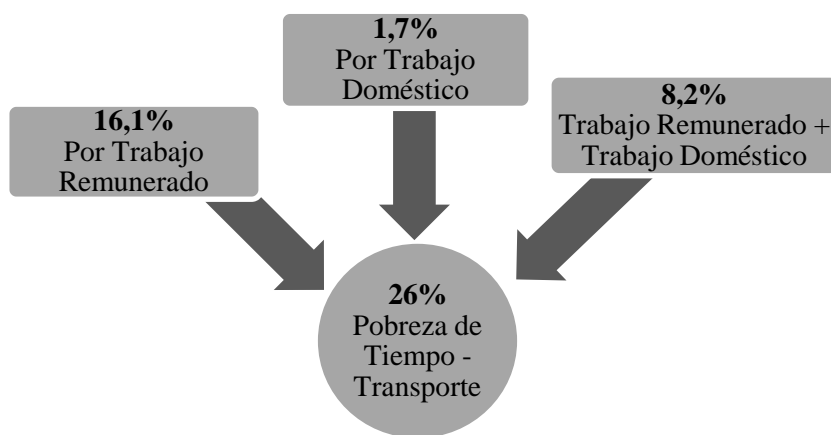 1,7%
Por Trabajo
Doméstico
16,1%
Por Trabajo
Remunerado
8,2%
Trabajo Remunerado +
Trabajo Doméstico
26%
Pobreza de
Tiempo -
Transporte